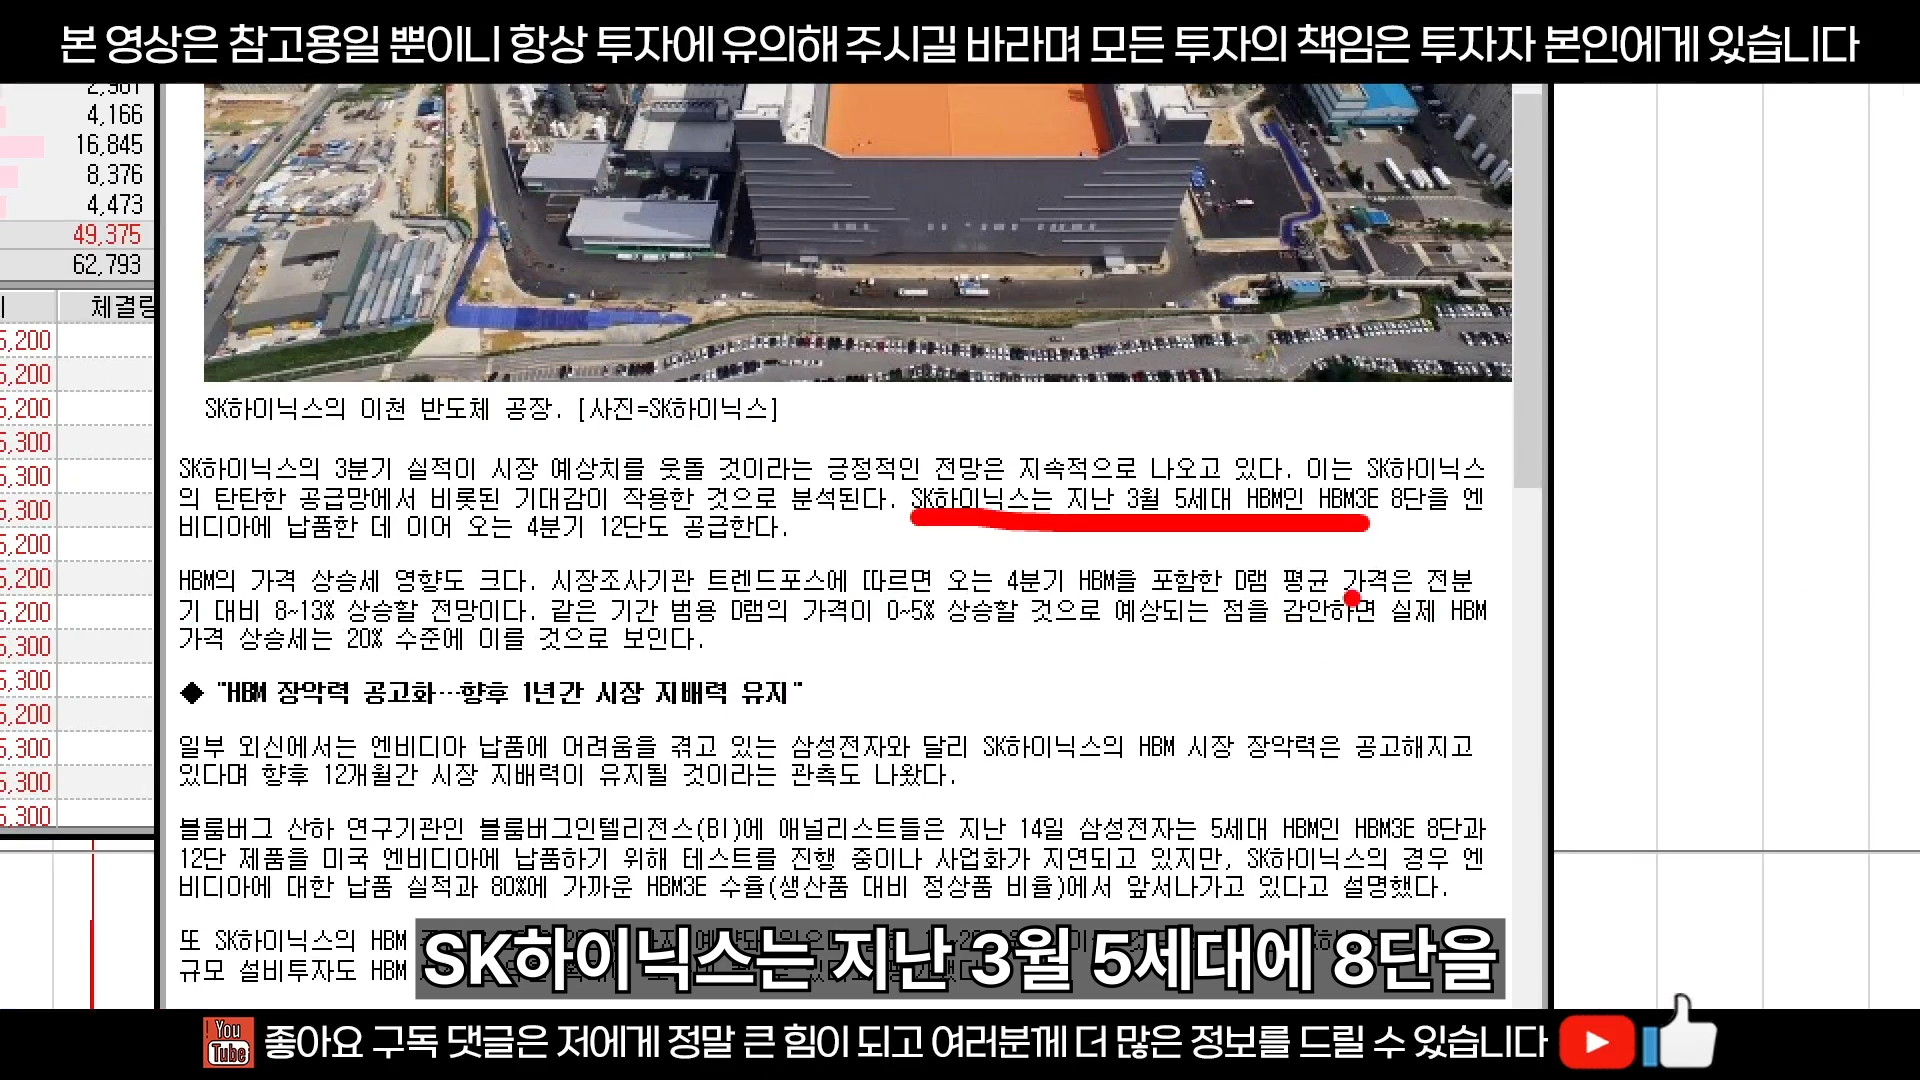 본 영상은 참고용일 뿐이니 항상 투자에 유의해 주시길 바라며 모든 투자의 책임은 투자자 본인에게 있습니다
4,166
16,845
8,376
4,473
49,375
62,793
체결량
5,200
5,200
5,200
5,300
5,300
5,300
5,200
5,200
5,200
5,300
5,300
5,200
5,300
5,300
5,300
SK하이닉스의 이천 반도체 공장. [사진=SK하이닉스]
SK하이닉스의 3분기 실적이 시장 예상치를 웃돌 것이라는 긍정적인 전망은 지속적으로 나오고 있다. 이는 SK하이닉스
의 탄탄한 공급망에서 비롯된 기대감이 작용한 것으로 분석된다. SK하이닉스는 지난 3월 5세대 HBM인 HBM3E 8단을 엔
비디아에 납품한 데 이어 오는 4분기 12단도 공급한다.
HBM의 가격 상승세 영향도 크다. 시장조사기관 트렌드포스에 따르면 오는 4분기 HBM을 포함한 D램 평균 가격은 전분
기 대비 8~13% 상승할 전망이다. 같은 기간 범용 D램의 가격이 0~5% 상승할 것으로 예상되는 점을 감안하면 실제 HBM
가격 상승세는 20% 수준에 이를 것으로 보인다.
◆ "HBM 장악력 공고화…향후 1년간 시장 지배력 유지"
일부 외신에서는 엔비디아 납품에 어려움을 겪고 있는 삼성전자와 달리 SK하이닉스의 HBM 시장 장악력은 공고해지고
있다며 향후 12개월간 시장 지배력이 유지될 것이라는 관측도 나왔다.
블룸버그 산하 연구기관인 블룸버그인텔리전스(BI)에 애널리스트들은 지난 14일 삼성전자는 5세대 HBM인 HBM3E 8단과
12단 제품을 미국 엔비디아에 납품하기 위해 테스트를 진행 중이나 사업화가 지연되고 있지만, SK하이닉스의 경우 엔
비디아에 대한 납품 실적과 80%에 가까운 HBM3E 수율(생산품 대비 정상품 비율)에서 앞서나가고 있다고 설명했다.
또 SK하이닉스의 HBM
규모 설비투자도 HBM
SK하이닉스는 지난 3월 5세대에 8단을
You Tube 좋아요 구독 댓글은 저에게 정말 큰 힘이 되고 여러분께 더 많은 정보를 드릴 수 있습니다